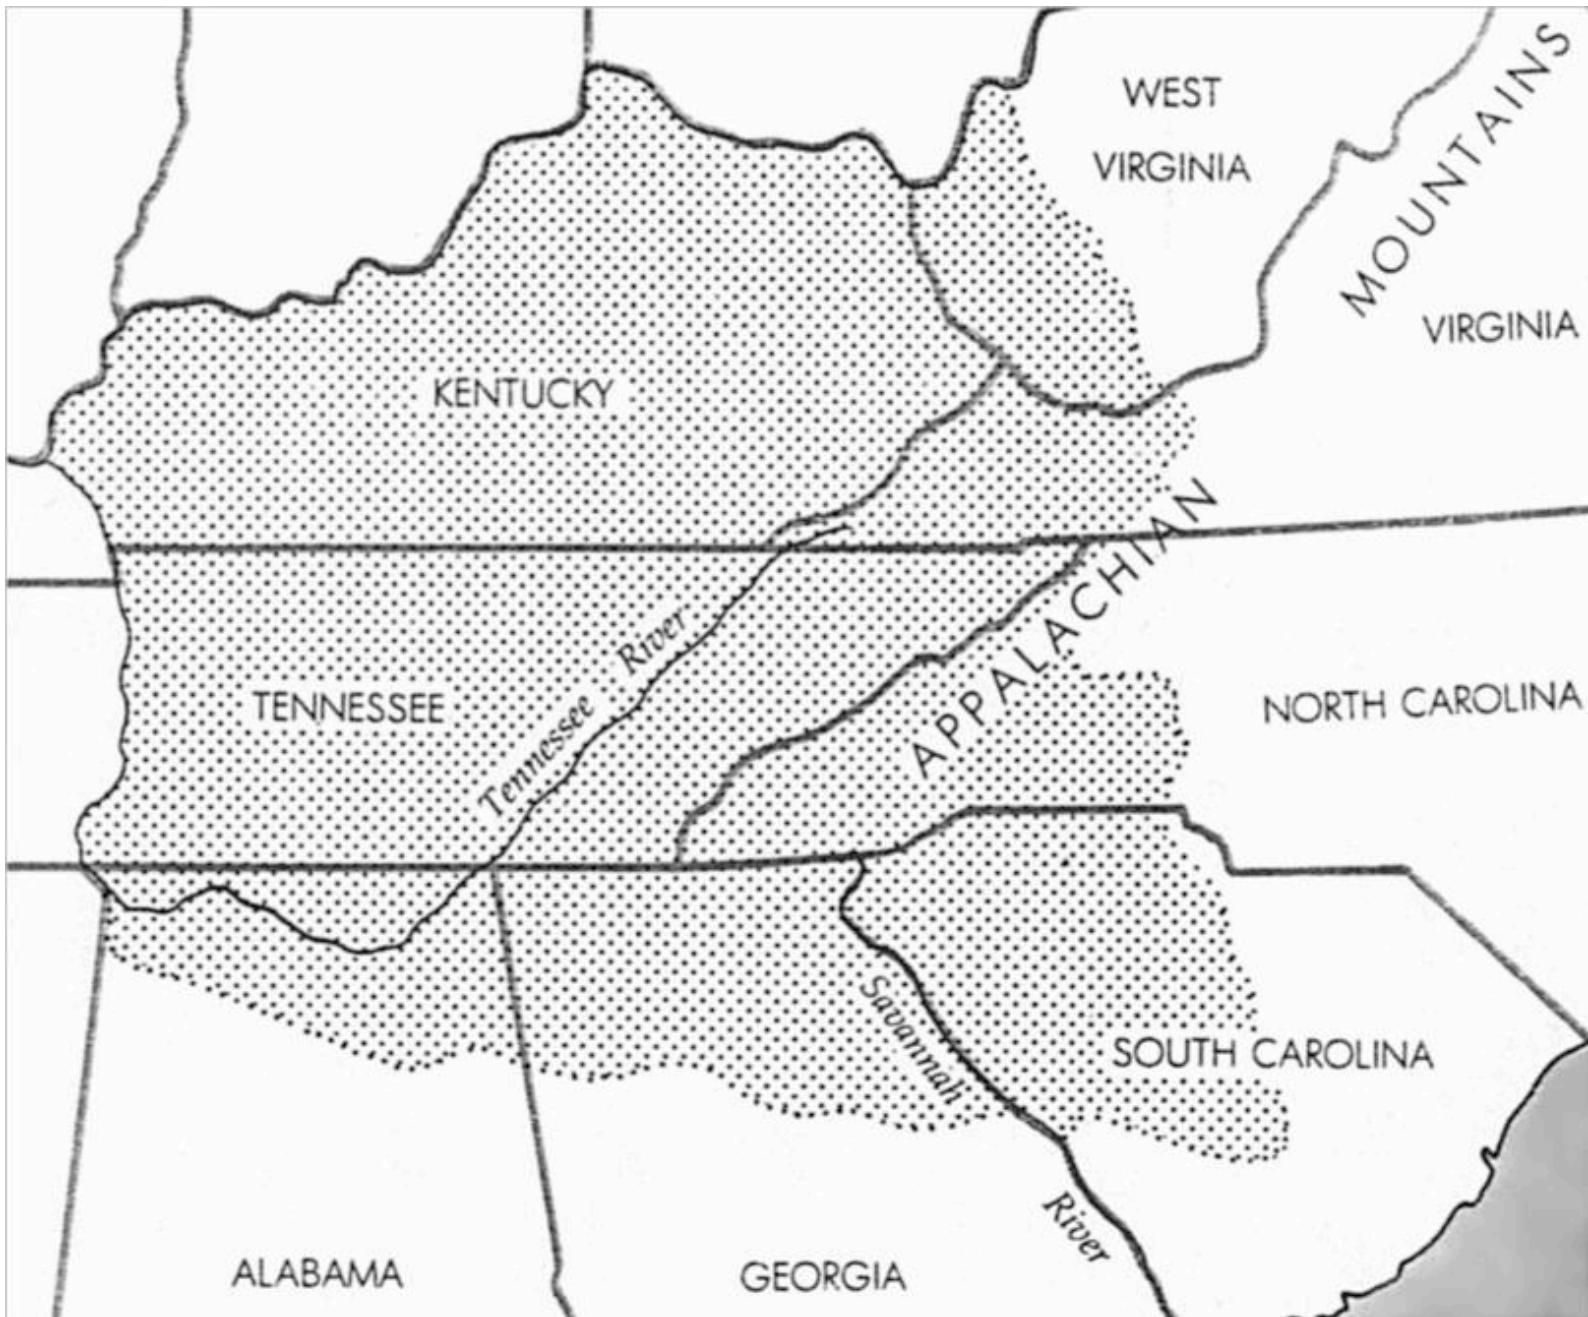 WEST
VIRGINIA
MOUNTAINS
VIRGINIA
KENTUCKY
APPALACHIAN
Tennessee River
TENNESSEE
NORTH CAROLINA
Savannah River
SOUTH CAROLINA
ALABAMA
GEORGIA